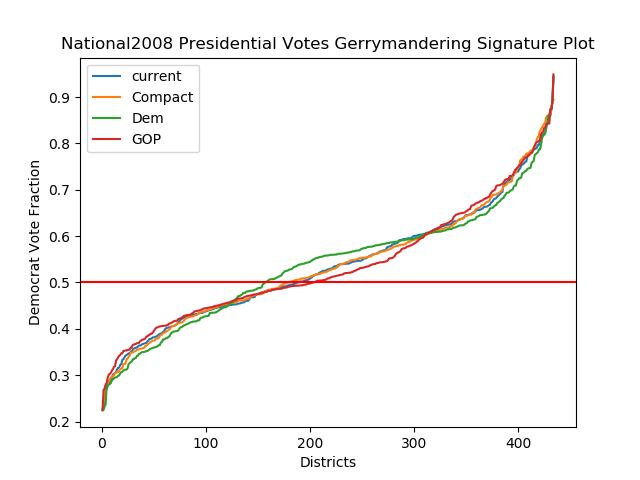 National2008 Presidential Votes Gerrymandering Signature Plot
current
Compact
Dem
GOP
Democrat Vote Fraction
0.9
0.8
0.7
0.6
0.5
0.4
0.3
0.2
0 100 200 300 400
Districts